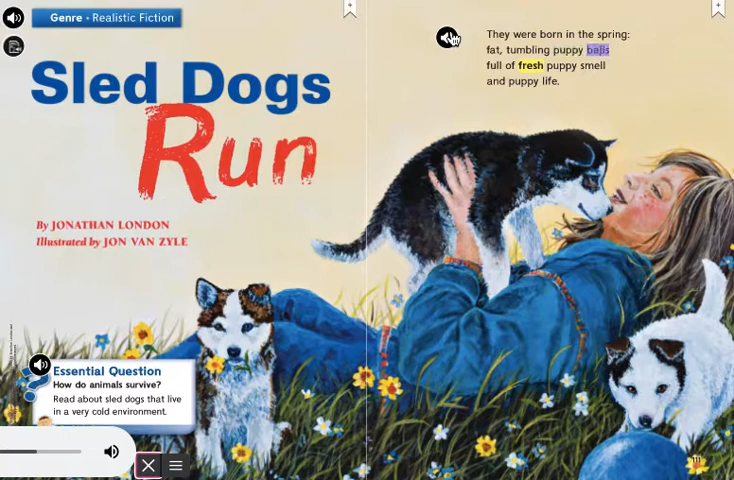 Genre • Realistic Fiction
Sled Dogs
Run
By JONATHAN LONDON
Illustrated by JON VAN ZYLE
Essential Question
How do animals survive?
Read about sled dogs that live
in a very cold environment.
They were born in the spring:
fat, tumbling puppy balls
full of fresh puppy smell
and puppy life.